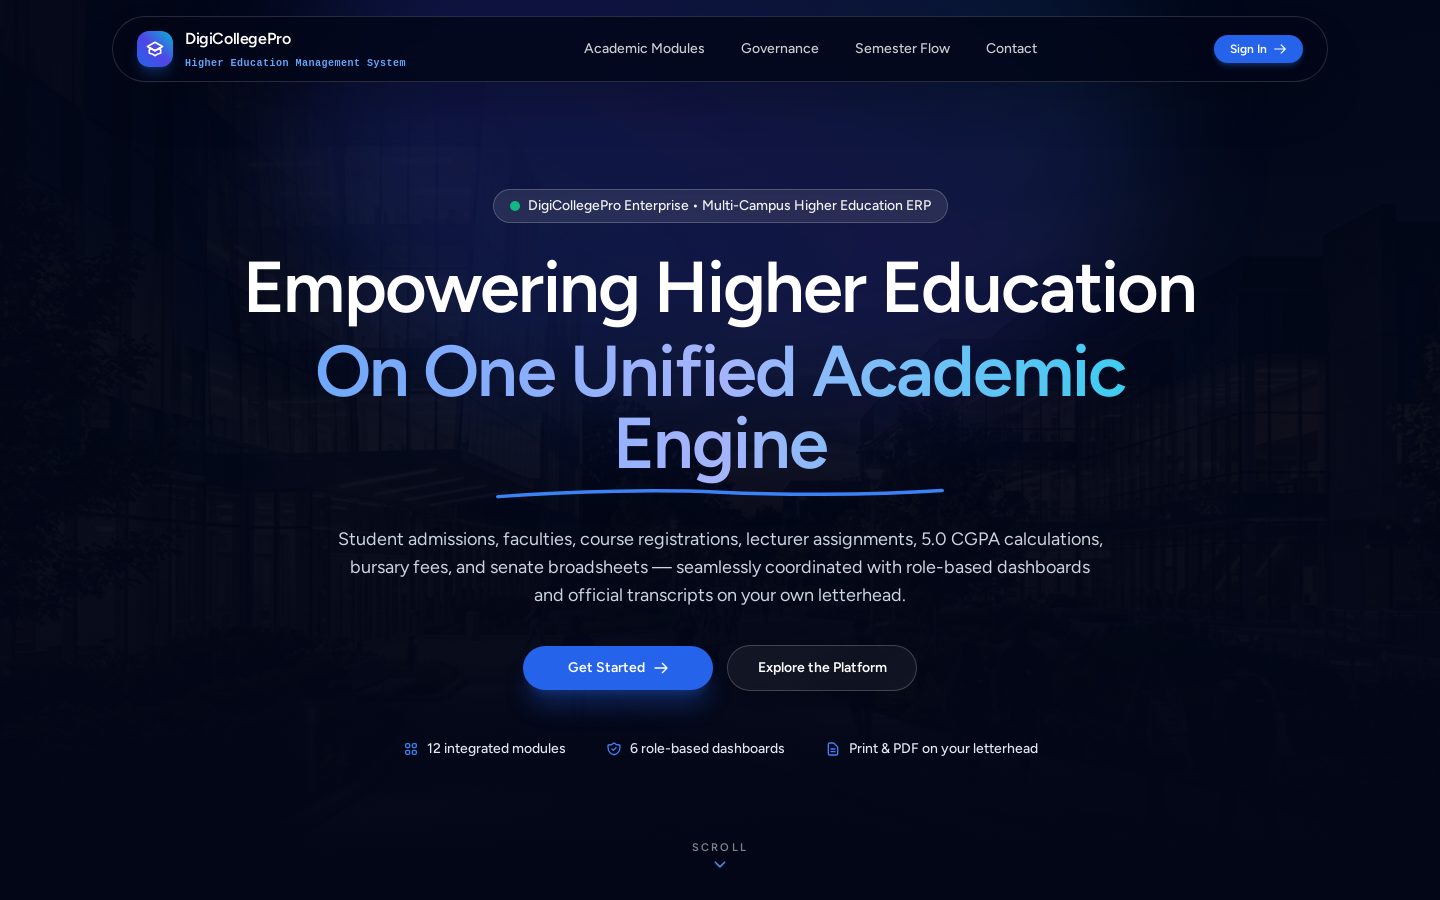 DigiCollegePro
Higher Education Management System
Academic Modules
Governance
Semester Flow
Contact
Sign In
DigiCollegePro Enterprise • Multi-Campus Higher Education ERP
Empowering Higher Education
On One Unified Academic
Engine
Student admissions, faculties, course registrations, lecturer assignments, 5.0 CGPA calculations,
bursary fees, and senate broadsheets — seamlessly coordinated with role-based dashboards
and official transcripts on your own letterhead.
Get Started
Explore the Platform
12 integrated modules
6 role-based dashboards
Print & PDF on your letterhead
SCROLL